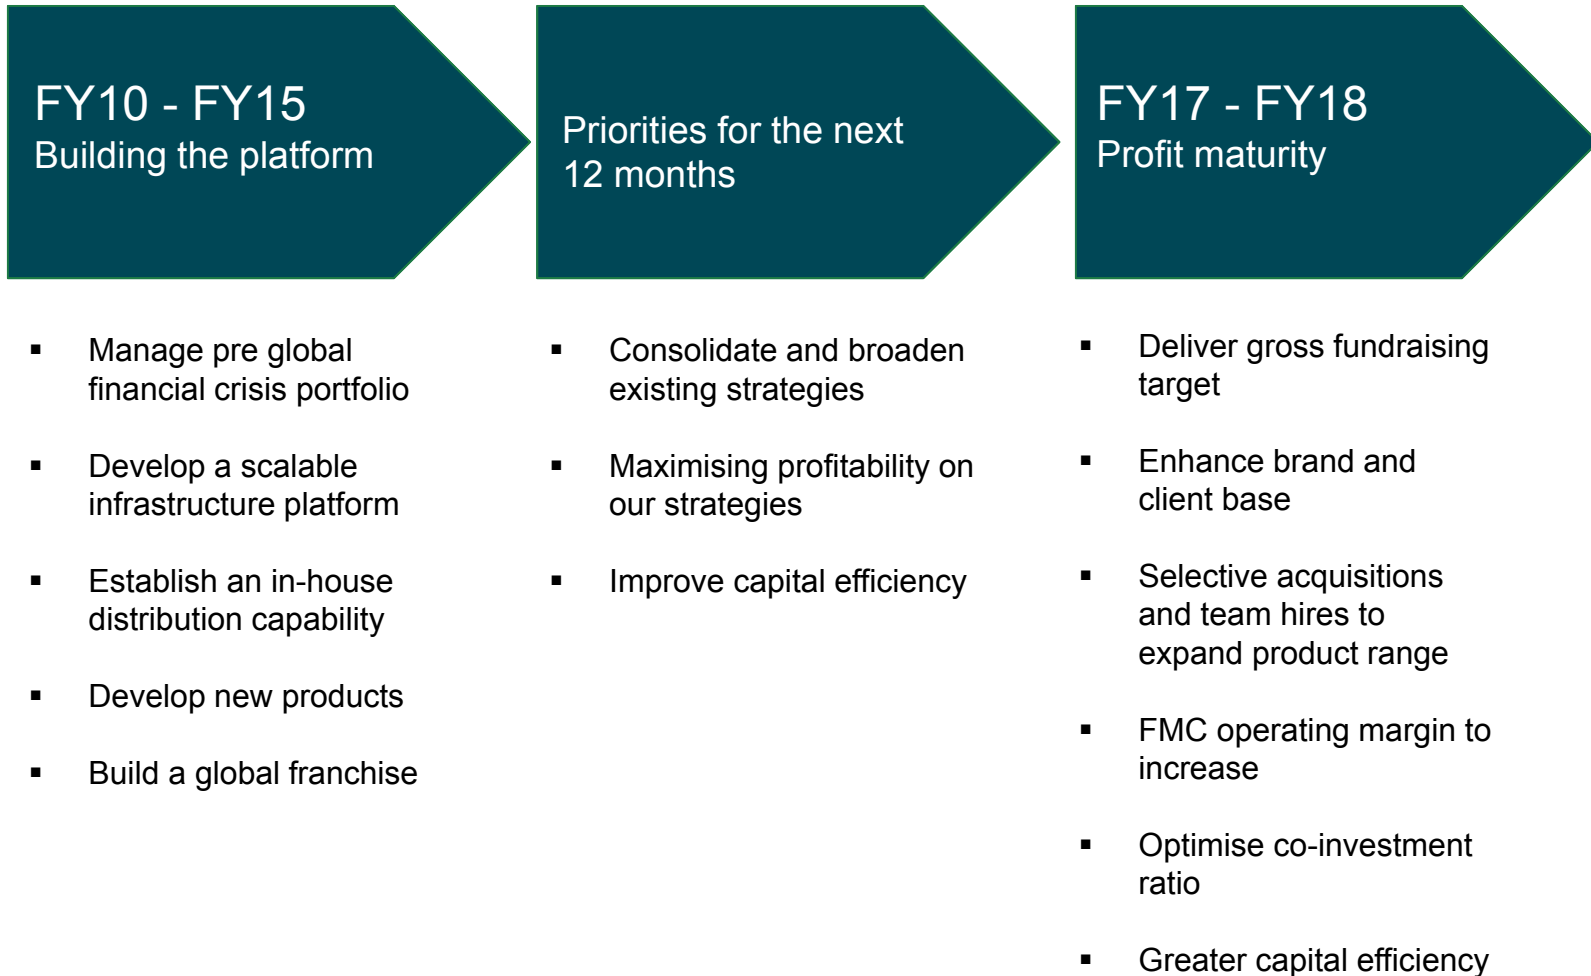 FY10 - FY15
Building the platform
Priorities for the next
12 months
FY17 - FY18
Profit maturity
▪ Manage pre global
financial crisis portfolio
▪ Develop a scalable
infrastructure platform
▪ Establish an in-house
distribution capability
▪ Develop new products
▪ Build a global franchise
▪ Consolidate and broaden
existing strategies
▪ Maximising profitability on
our strategies
▪ Improve capital efficiency
▪ Deliver gross fundraising
target
▪ Enhance brand and
client base
▪ Selective acquisitions
and team hires to
expand product range
▪ FMC operating margin to
increase
▪ Optimise co-investment
ratio
▪ Greater capital efficiency